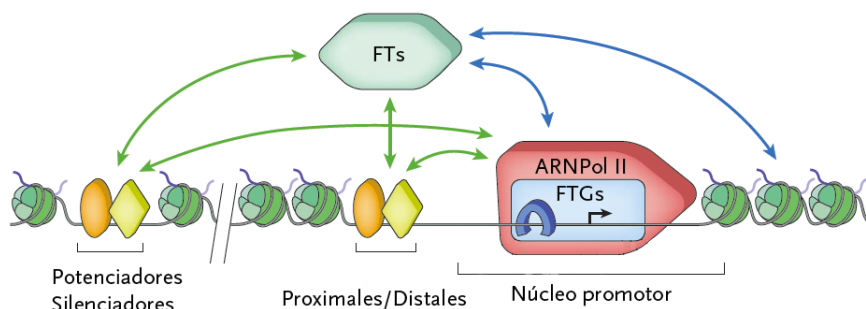 FTs
ARNPol II
FTGs
Potenciadores
Silenciadores
Proximales/Distales
Núcleo promotor